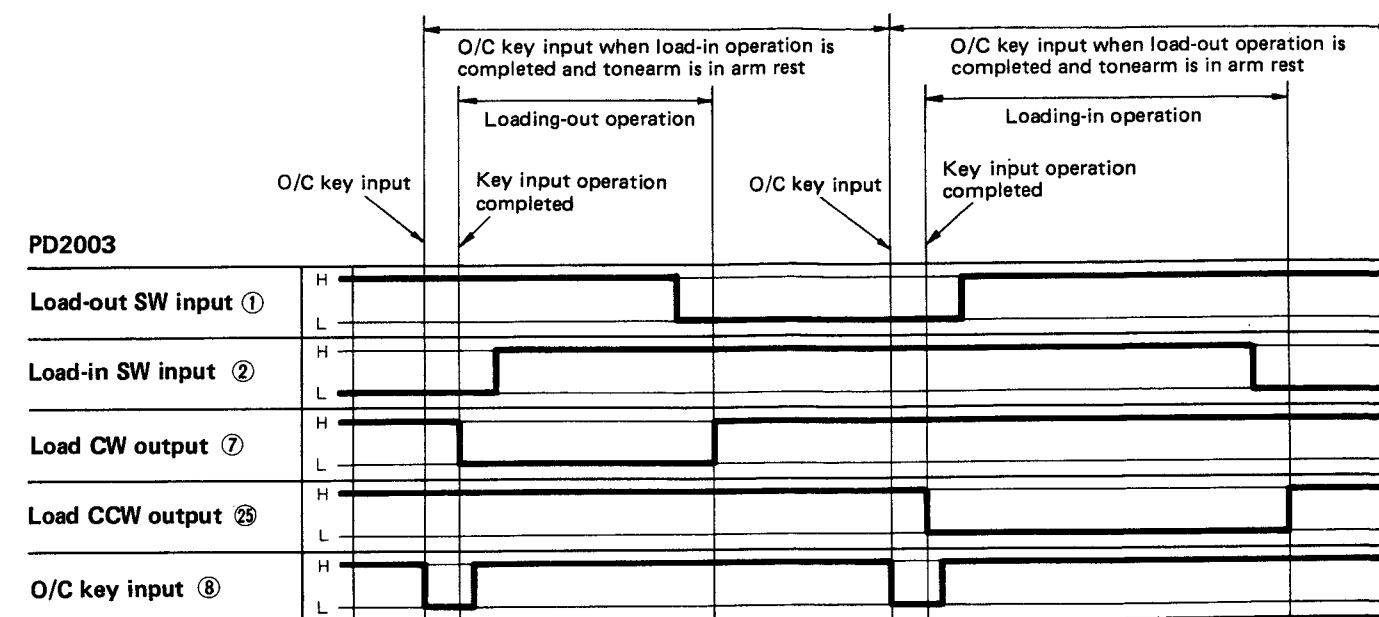 O/C key input when load-in operation is
completed and tonearm is in arm rest
O/C key input when load-out operation is
completed and tonearm is in arm rest
Loading-out operation
Loading-in operation
O/C key input
Key input operation
completed
O/C key input
Key input operation
completed
PD2003
Load-out SW input ①
H
L
Load-in SW input ②
H
L
Load CW output ⑦
H
L
Load CCW output ㉕
H
L
O/C key input ⑧
H
L